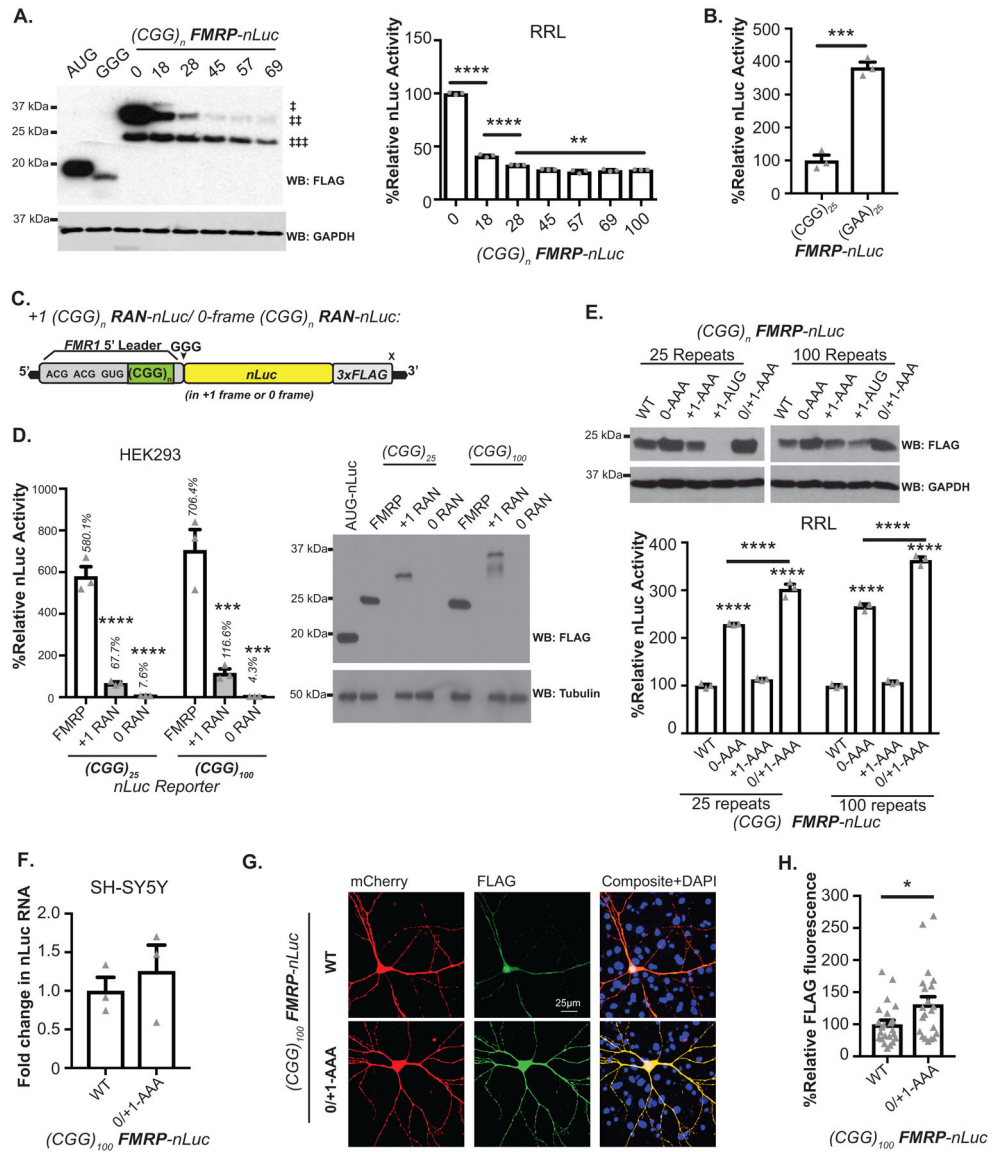 A.
(CGG)n FMRP-nLuc
AUG GGG 0 18 28 45 57 69
37 kDa
25 kDa
20 kDa
‡
‡‡
‡‡‡
WB: FLAG
37 kDa
WB: GAPDH
RRL
%Relative nLuc Activity
150
100
50
0
**** **** **
0 18 28 45 57 69 100
(CGG)n FMRP-nLuc
B.
%Relative nLuc Activity
500
400
300
200
100
0
***
(CGG)25 (GAA)25
FMRP-nLuc
C.
+1 (CGG)n RAN-nLuc/ 0-frame (CGG)n RAN-nLuc:
FMR1 5' Leader GGG x
5' ACG ACG GUG (CGG)n nLuc 3xFLAG 3'
(in +1 frame or 0 frame)
D.
HEK293
%Relative nLuc Activity
1000
800
600
400
200
0
580.1% 67.7% 7.6% 706.4% 116.6% 4.3%
**** **** *** ***
FMRP +1 RAN 0 RAN FMRP +1 RAN 0 RAN
(CGG)25 (CGG)100
nLuc Reporter
(CGG)25 (CGG)100
AUG-nLuc FMRP +1 RAN 0 RAN FMRP +1 RAN 0 RAN
37 kDa
25 kDa
20 kDa
WB: FLAG
50 kDa
WB: Tubulin
E.
(CGG)n FMRP-nLuc
25 Repeats 100 Repeats
WT 0-AAA +1-AAA +1-AUG 0/+1-AAA WT 0-AAA +1-AAA +1-AUG 0/+1-AAA
25 kDa
WB: FLAG
37 kDa
WB: GAPDH
RRL
%Relative nLuc Activity
400
300
200
100
0
**** **** **** **** **** ****
WT 0-AAA +1-AAA 0/+1-AAA WT 0-AAA +1-AAA 0/+1-AAA
25 repeats 100 repeats
(CGG) FMRP-nLuc
F.
SH-SY5Y
Fold change in nLuc RNA
2.0
1.5
1.0
0.5
0.0
WT 0/+1-AAA
(CGG)100 FMRP-nLuc
G.
mCherry FLAG Composite+DAPI
(CGG)100 FMRP-nLuc
WT
25µm
0/+1-AAA
H.
%Relative FLAG fluorescence
300
250
200
150
100
50
0
*
WT 0/+1-AAA
(CGG)100 FMRP-nLuc